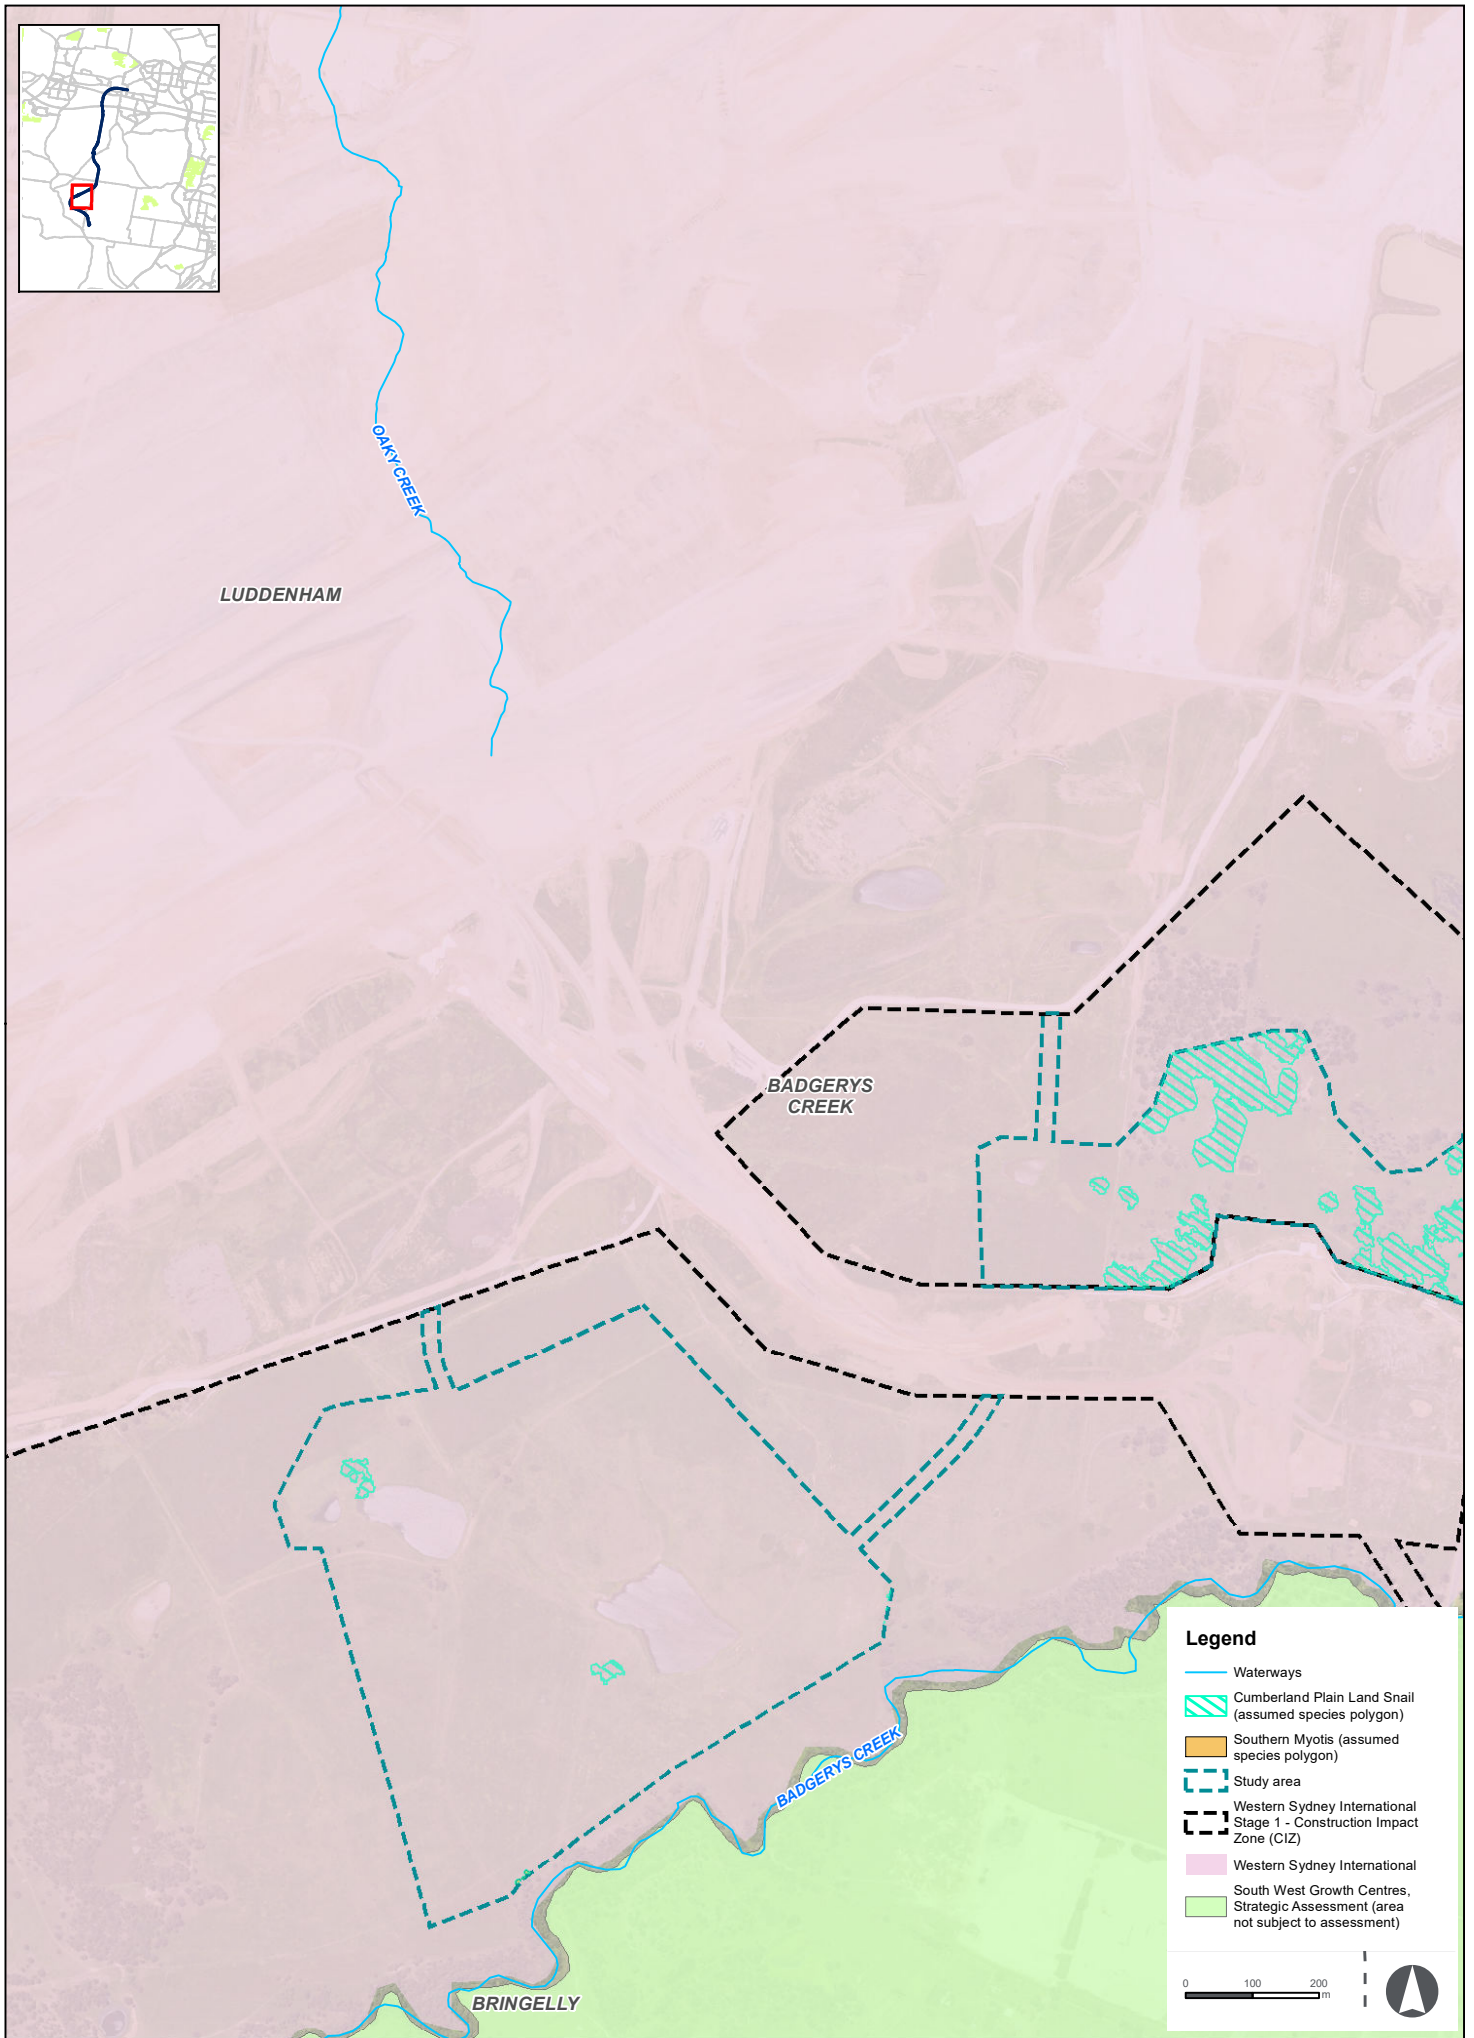 OAKY CREEK
LUDDENHAM
BADGERYS
CREEK
BADGERYS CREEK
BRINGELLY
Legend
Waterways
Cumberland Plain Land Snail
(assumed species polygon)
Southern Myotis (assumed
species polygon)
Study area
Western Sydney International
Stage 1 - Construction Impact
Zone (CIZ)
Western Sydney International
South West Growth Centres,
Strategic Assessment (area
not subject to assessment)
0 100 200
m